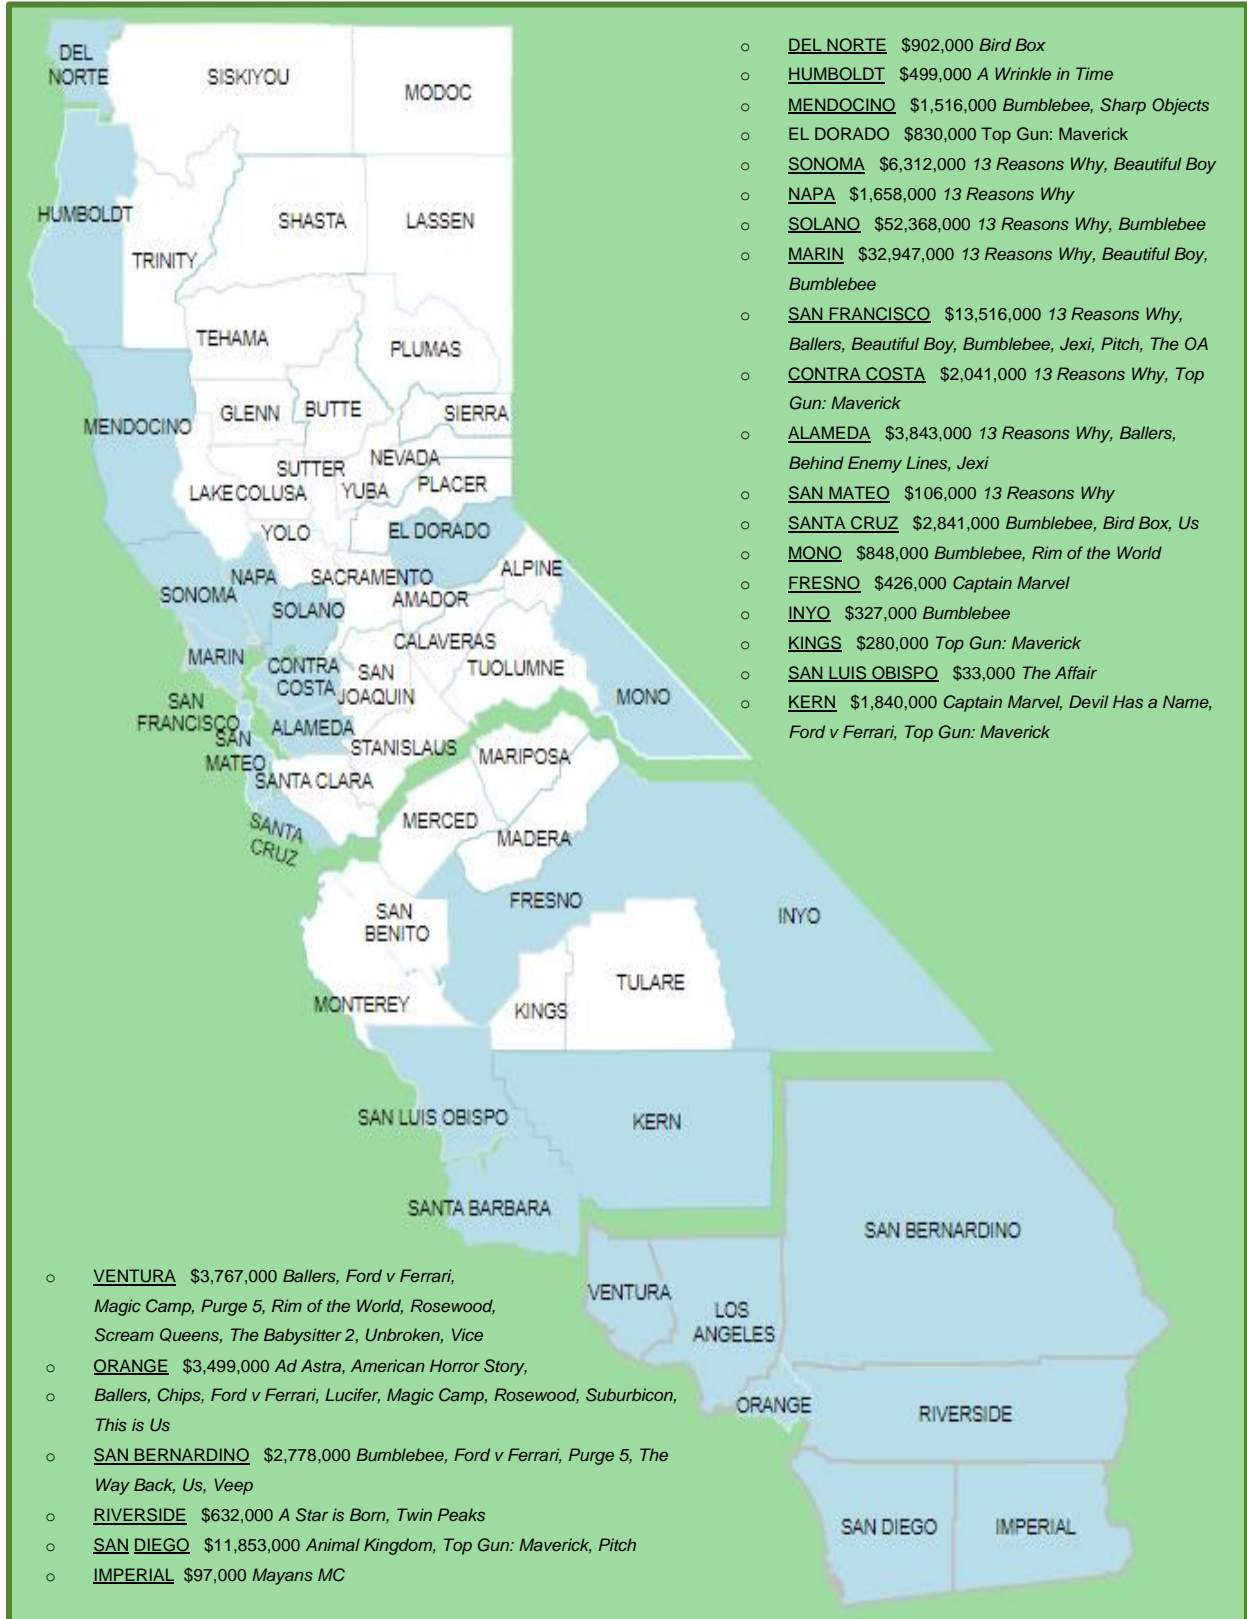 DEL
NORTE
SISKIYOU
MODOC
HUMBOLDT
SHASTA
LASSEN
TRINITY
TEHAMA
PLUMAS
GLENN
BUTTE
SIERRA
MENDOCINO
NEVADA
SUTTER
LAKE COLUSA
YUBA
PLACER
YOLO
EL DORADO
NAPA
SACRAMENTO
ALPINE
SONOMA
SOLANO
AMADOR
MARIN
CALAVERAS
CONTRA
COSTA
SAN
JOAQUIN
TUOLUMNE
MONO
SAN
FRANCISCO
ALAMEDA
SAN
MATEO
STANISLAUS
MARIPOSA
SANTA CLARA
SANTA
CRUZ
MERCED
MADERA
FRESNO
INYO
SAN
BENITO
TULARE
MONTEREY
KINGS
SAN LUIS OBISPO
KERN
SANTA BARBARA
SAN BERNARDINO
VENTURA
LOS
ANGELES
ORANGE
RIVERSIDE
SAN DIEGO
IMPERIAL
o DEL NORTE $902,000 Bird Box
o HUMBOLDT $499,000 A Wrinkle in Time
o MENDOCINO $1,516,000 Bumblebee, Sharp Objects
o EL DORADO $830,000 Top Gun: Maverick
o SONOMA $6,312,000 13 Reasons Why, Beautiful Boy
o NAPA $1,658,000 13 Reasons Why
o SOLANO $52,368,000 13 Reasons Why, Bumblebee
o MARIN $32,947,000 13 Reasons Why, Beautiful Boy,
Bumblebee
o SAN FRANCISCO $13,516,000 13 Reasons Why,
Ballers, Beautiful Boy, Bumblebee, Jexi, Pitch, The OA
o CONTRA COSTA $2,041,000 13 Reasons Why, Top
Gun: Maverick
o ALAMEDA $3,843,000 13 Reasons Why, Ballers,
Behind Enemy Lines, Jexi
o SAN MATEO $106,000 13 Reasons Why
o SANTA CRUZ $2,841,000 Bumblebee, Bird Box, Us
o MONO $848,000 Bumblebee, Rim of the World
o FRESNO $426,000 Captain Marvel
o INYO $327,000 Bumblebee
o KINGS $280,000 Top Gun: Maverick
o SAN LUIS OBISPO $33,000 The Affair
o KERN $1,840,000 Captain Marvel, Devil Has a Name,
Ford v Ferrari, Top Gun: Maverick
o VENTURA $3,767,000 Ballers, Ford v Ferrari,
Magic Camp, Purge 5, Rim of the World, Rosewood,
Scream Queens, The Babysitter 2, Unbroken, Vice
o ORANGE $3,499,000 Ad Astra, American Horror Story,
o Ballers, Chips, Ford v Ferrari, Lucifer, Magic Camp, Rosewood, Suburbicon,
This is Us
o SAN BERNARDINO $2,778,000 Bumblebee, Ford v Ferrari, Purge 5, The
Way Back, Us, Veep
o RIVERSIDE $632,000 A Star is Born, Twin Peaks
o SAN DIEGO $11,853,000 Animal Kingdom, Top Gun: Maverick, Pitch
o IMPERIAL $97,000 Mayans MC